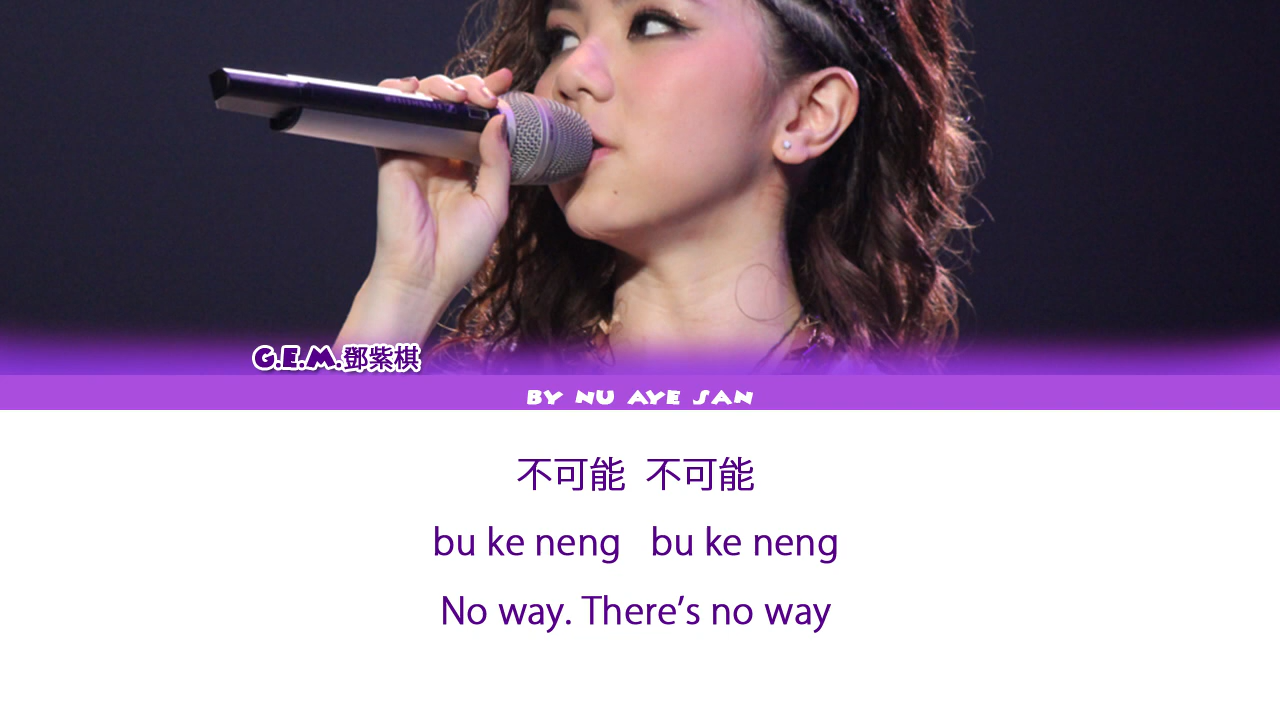 G.E.M.鄧紫棋
BY NU AYE SAN
不可能 不可能
bu ke neng bu ke neng
No way. There's no way